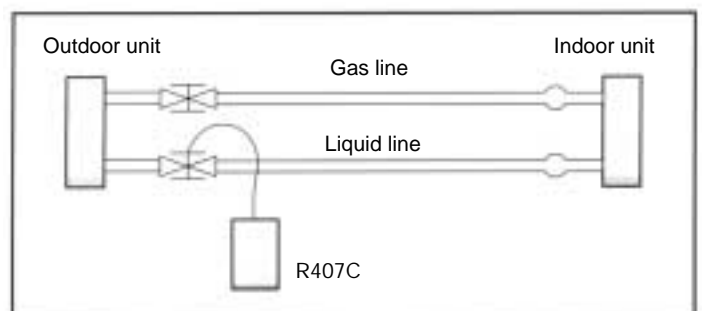 Outdoor unit
Indoor unit
Gas line
Liquid line
R407C